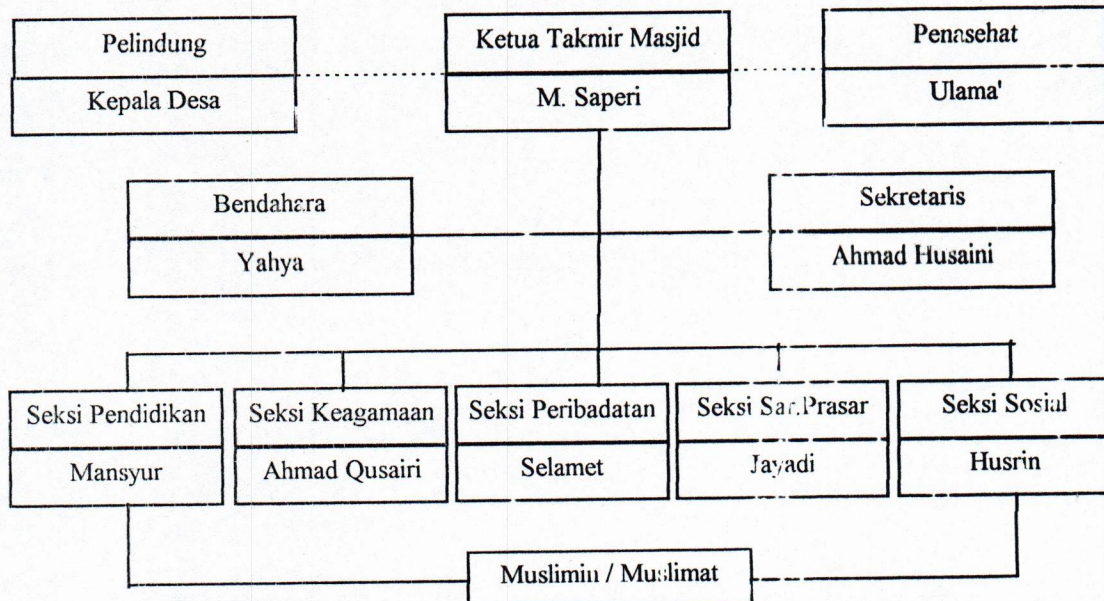 Pelindung
Kepala Desa
Ketua Takmir Masjid
M. Saperi
Penasehat
Ulama'
Bendahara
Yahya
Sekretaris
Ahmad Husaini
Seksi Pendidikan
Mansyur
Seksi Keagamaan
Ahmad Qusairi
Seksi Peribadatan
Selamet
Seksi Sar.Prasar
Jayadi
Seksi Sosial
Husrin
Muslimin / Muslimat